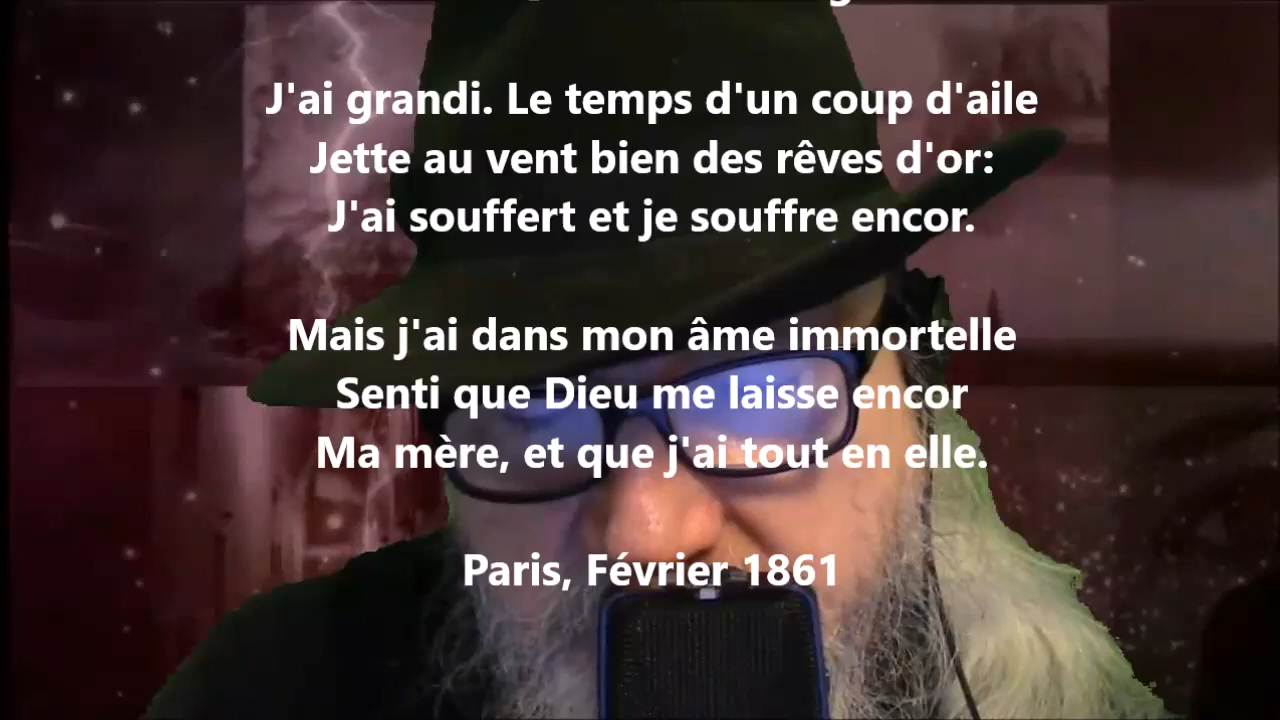 J'ai grandi. Le temps d'un coup d'aile
Jette au vent bien des rêves d'or:
J'ai souffert et je souffre encor.
Mais j'ai dans mon âme immortelle
Senti que Dieu me laisse encor
Ma mère, et que j'ai tout en elle.
Paris, Février 1861